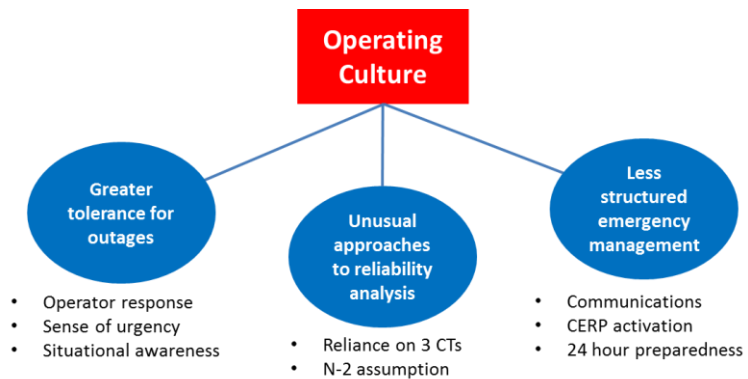 Operating
Culture
Greater
tolerance for
outages
• Operator response
• Sense of urgency
• Situational awareness
Unusual
approaches
to reliability
analysis
• Reliance on 3 CTs
• N-2 assumption
Less
structured
emergency
management
• Communications
• CERP activation
• 24 hour preparedness